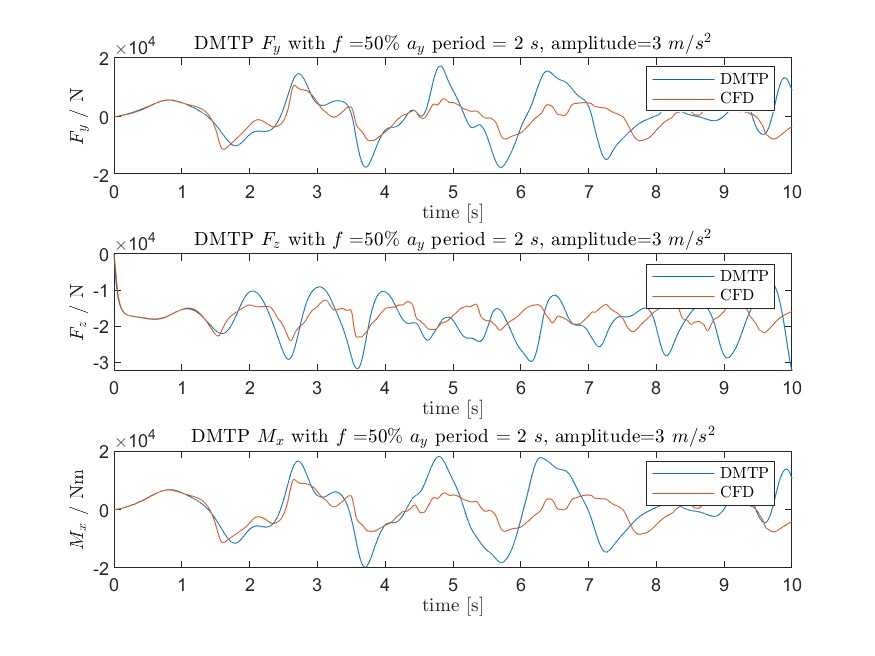 DMTP F_y with f =50% a_y period = 2 s, amplitude=3 m/s²
×10⁴
2
0
-2
F_y / N
DMTP
CFD
0 1 2 3 4 5 6 7 8 9 10
time [s]
DMTP F_z with f =50% a_y period = 2 s, amplitude=3 m/s²
×10⁴
0
-1
-2
-3
F_z / N
DMTP
CFD
0 1 2 3 4 5 6 7 8 9 10
time [s]
DMTP M_x with f =50% a_y period = 2 s, amplitude=3 m/s²
×10⁴
2
0
-2
M_x / Nm
DMTP
CFD
0 1 2 3 4 5 6 7 8 9 10
time [s]